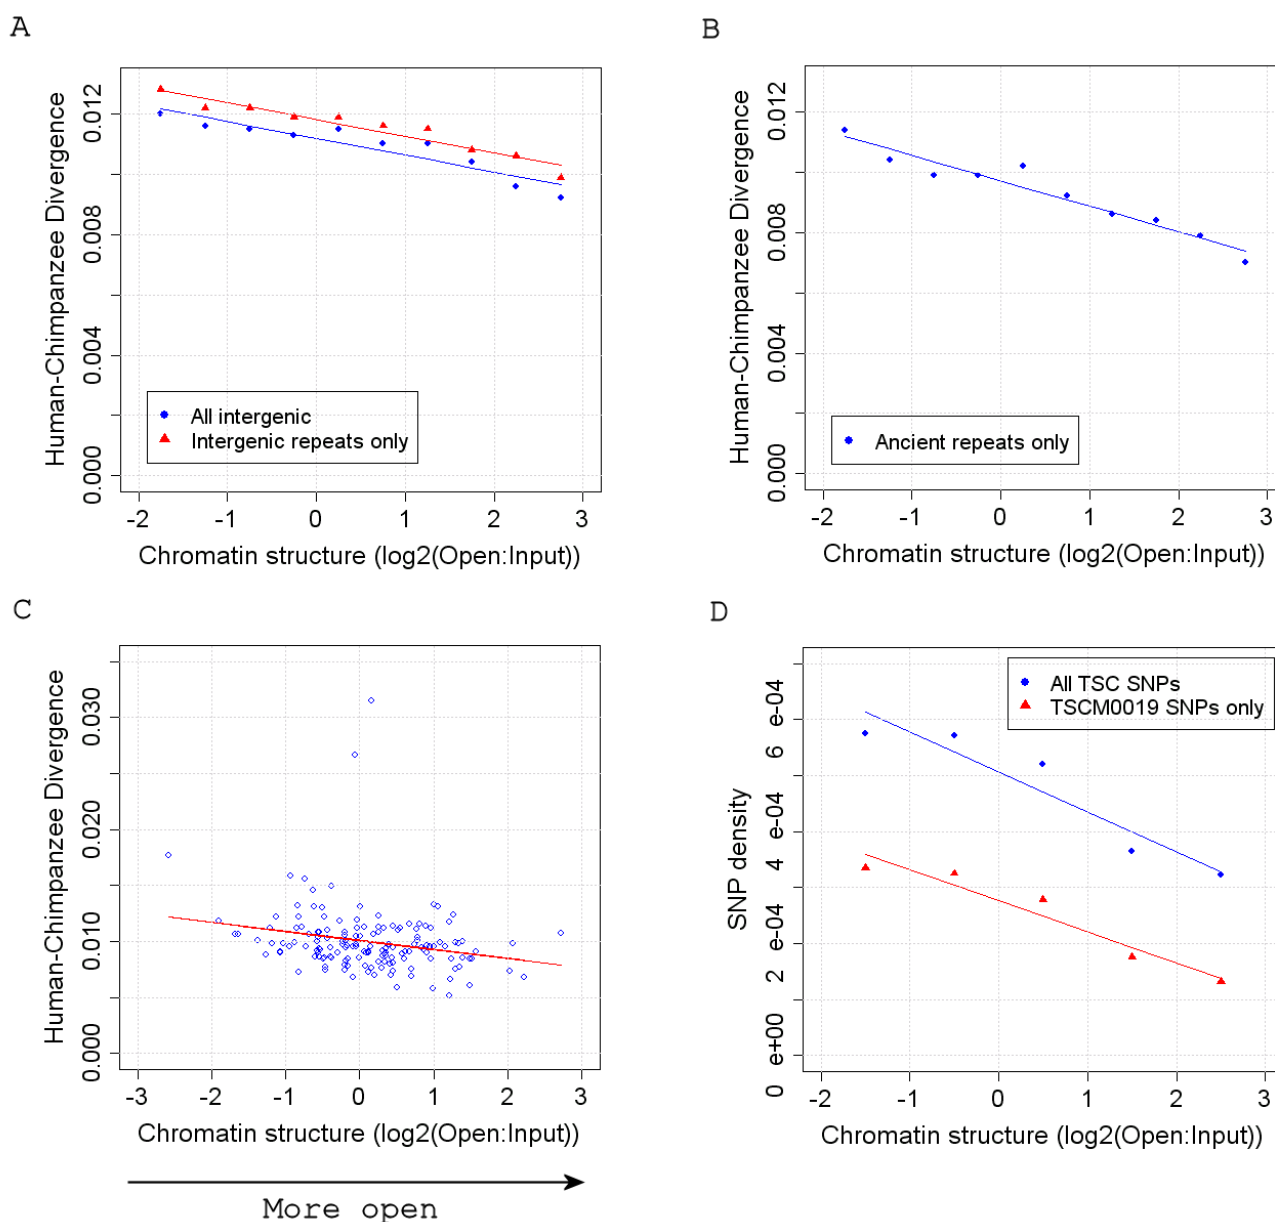 A
Human-Chimpanzee Divergence
0.012
0.008
0.004
0.000
All intergenic
Intergenic repeats only
-2 -1 0 1 2 3
Chromatin structure (log2(Open:Input))
B
Human-Chimpanzee Divergence
0.012
0.008
0.004
0.000
Ancient repeats only
-2 -1 0 1 2 3
Chromatin structure (log2(Open:Input))
C
Human-Chimpanzee Divergence
0.030
0.020
0.010
0.000
-3 -2 -1 0 1 2 3
Chromatin structure (log2(Open:Input))
More open
D
SNP density
6 e-04
4 e-04
2 e-04
0 e+00
All TSC SNPs
TSCM0019 SNPs only
-2 -1 0 1 2 3
Chromatin structure (log2(Open:Input))